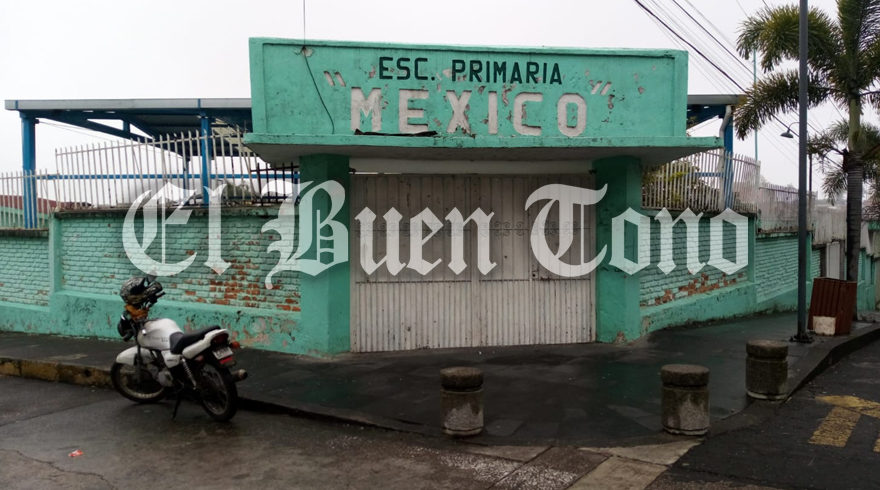 ESC. PRIMARIA
"MEXICO"
El Buen Tono